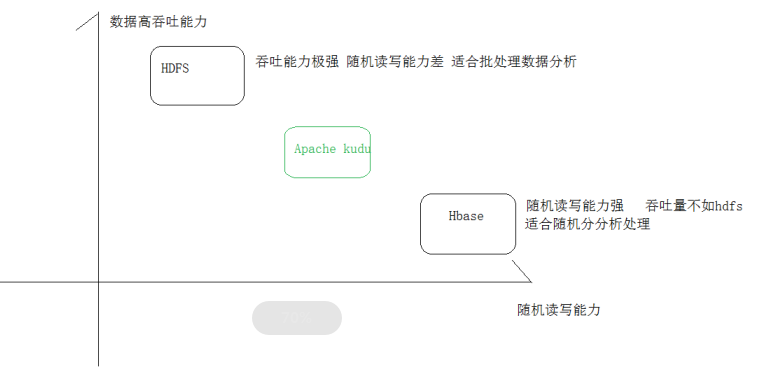 数据高吞吐能力
HDFS
吞吐能力极强 随机读写能力差 适合批处理数据分析
Apache kudu
Hbase
随机读写能力强 吞吐量不如hdfs
适合随机分分析处理
随机读写能力